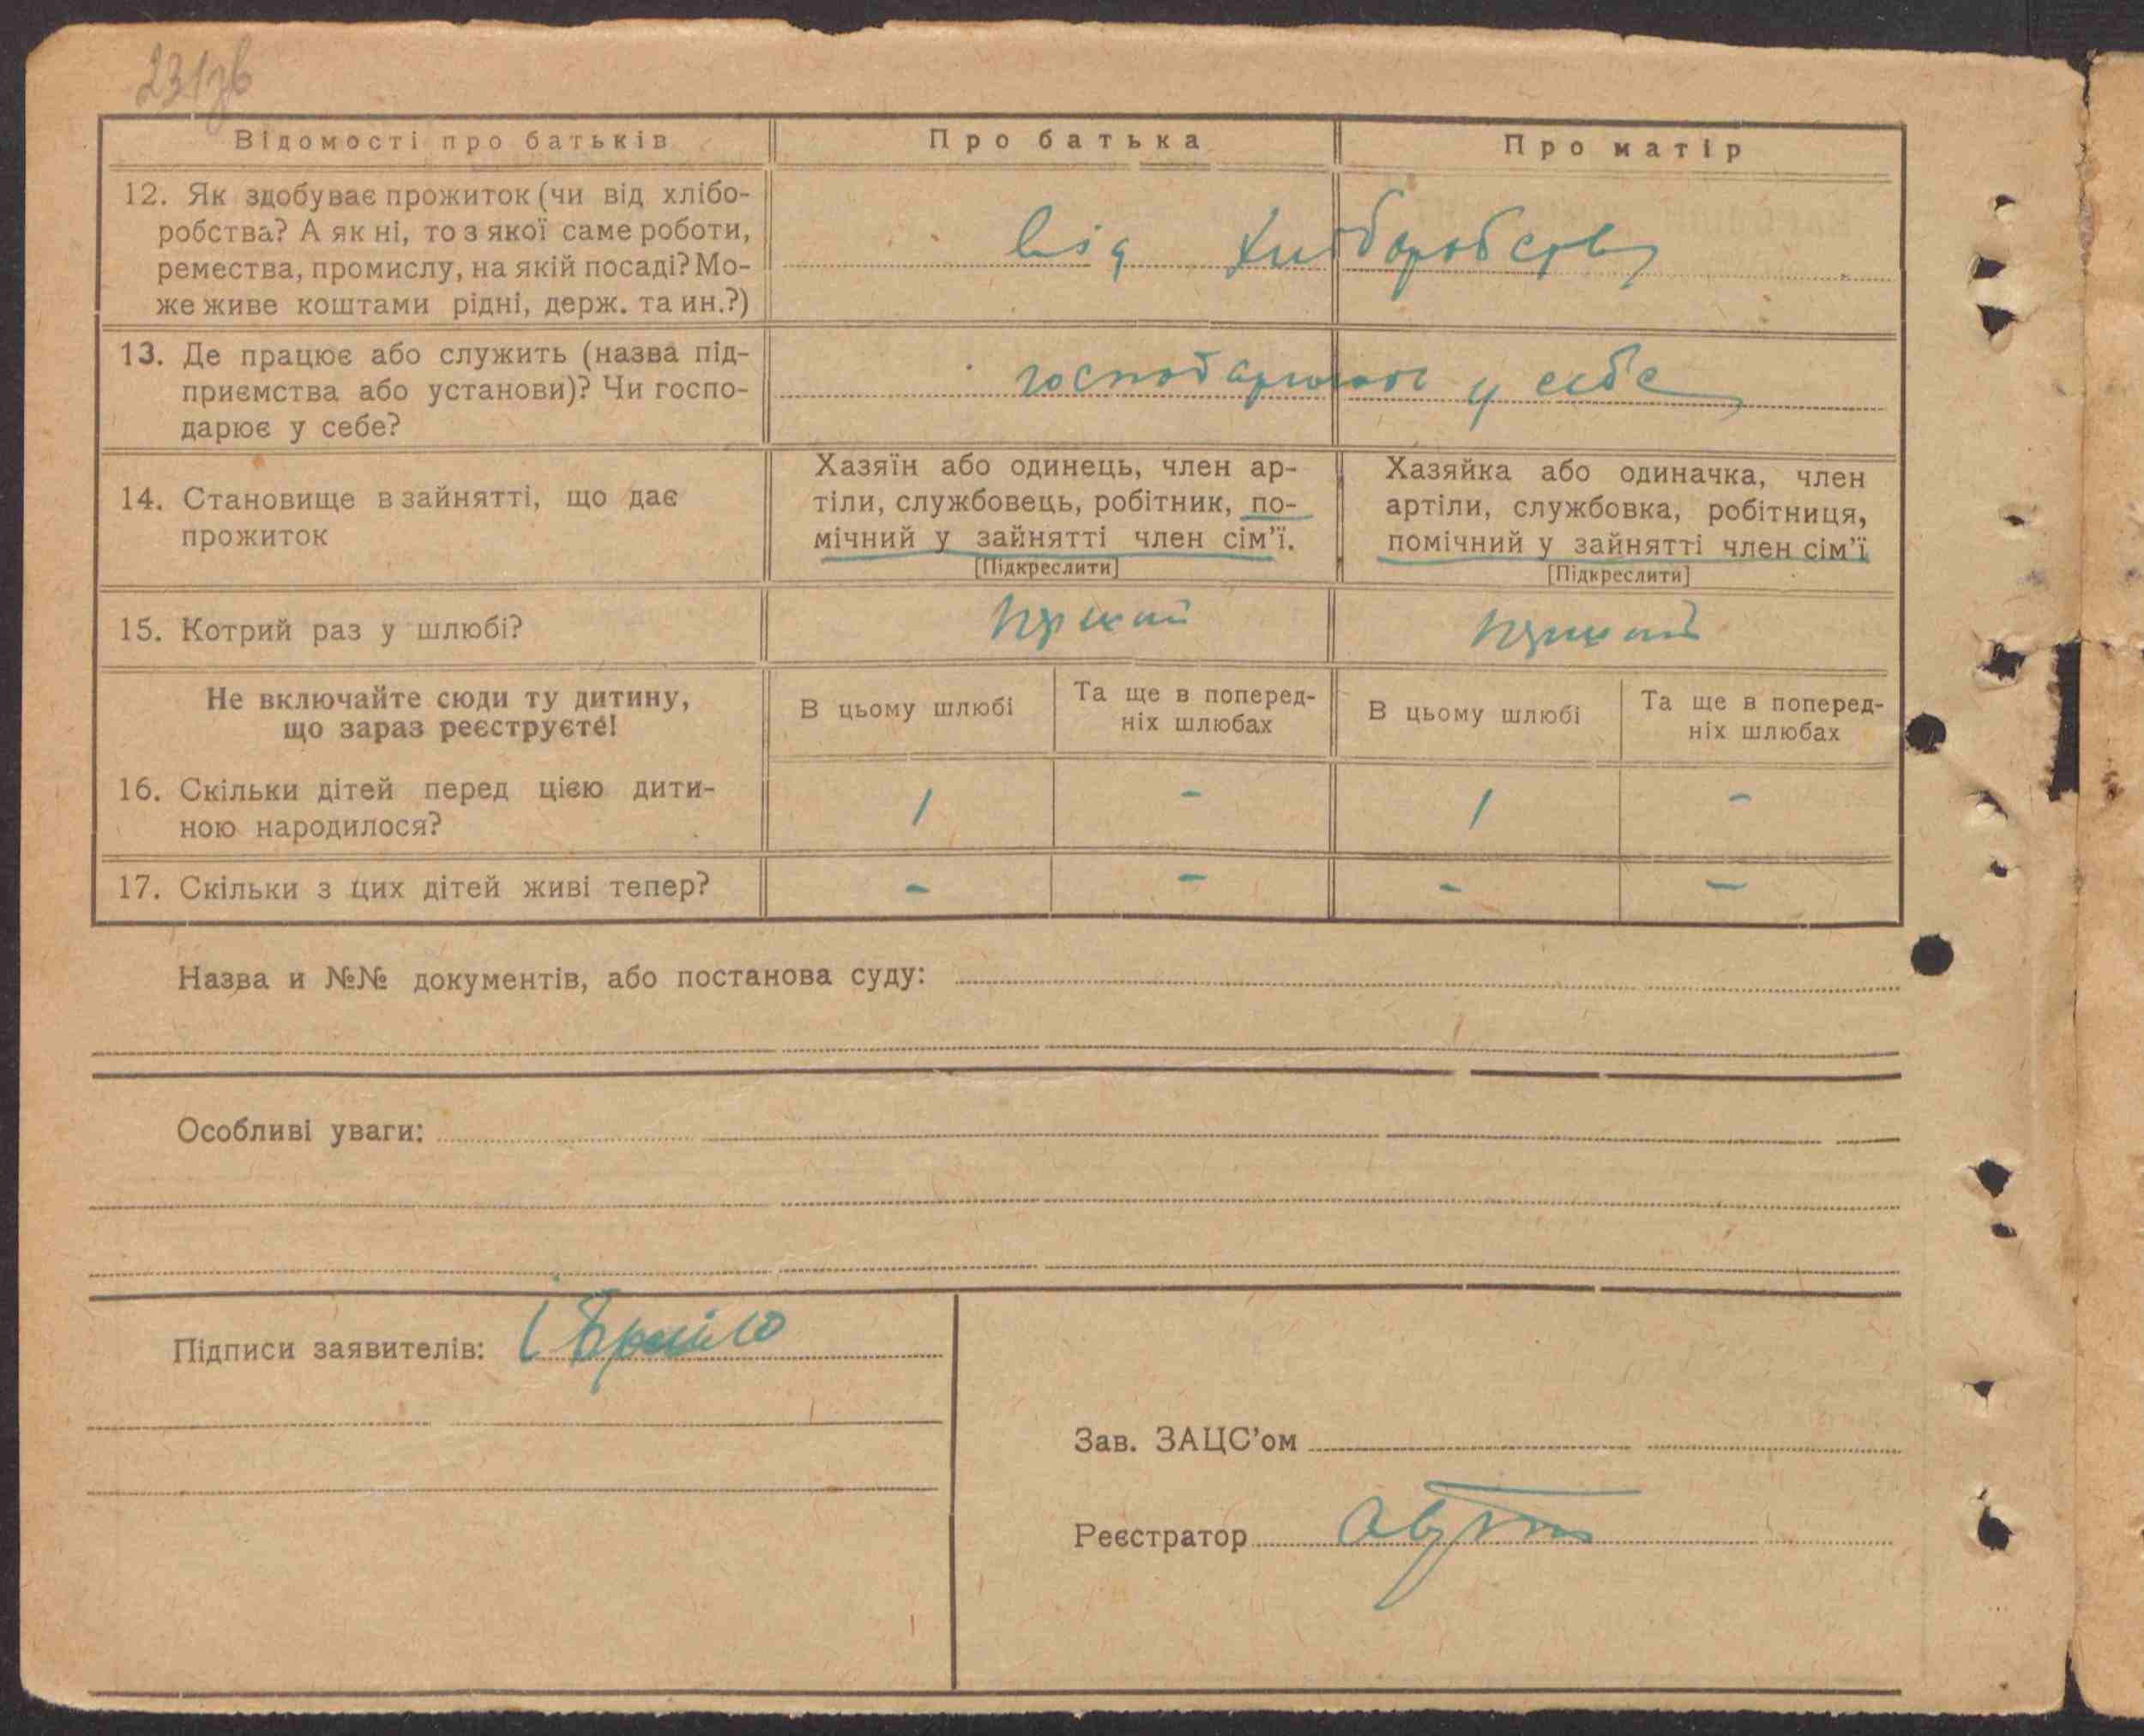 231зв
Відомості про батьків
Про батька
Про матір
12. Як здобуває прожиток (чи від хлібо-
робства? А як ні, то з якої саме роботи,
ремества, промислу, на якій посаді? Мо-
же живе коштами рідні, держ. та ин.?)
від хліборобства
13. Де працює або служить (назва під-
приємства або установи)? Чи госпо-
дарює у себе?
у себе
14. Становище в зайнятті, що дає
прожиток
Хазяїн або одинець, член ар-
тіли, службовець, робітник, по-
мічний у зайнятті член сім'ї.
[Підкреслити]
Хазяйка або одиначка, член
артіли, службовка, робітниця,
помічний у зайнятті член сім'ї
[Підкреслити]
15. Котрий раз у шлюбі?
перший
перший
Не включайте сюди ту дитину,
що зараз реєструєте!
В цьому шлюбі
Та ще в поперед-
ніх шлюбах
В цьому шлюбі
Та ще в поперед-
ніх шлюбах
16. Скільки дітей перед цією дити-
ною народилося?
1 - 1 -
17. Скільки з цих дітей живі тепер?
- - - -
Назва и №№ документів, або постанова суду:
Особливі уваги:
Підписи заявителів:
Зав. ЗАЦС'ом
Реєстратор